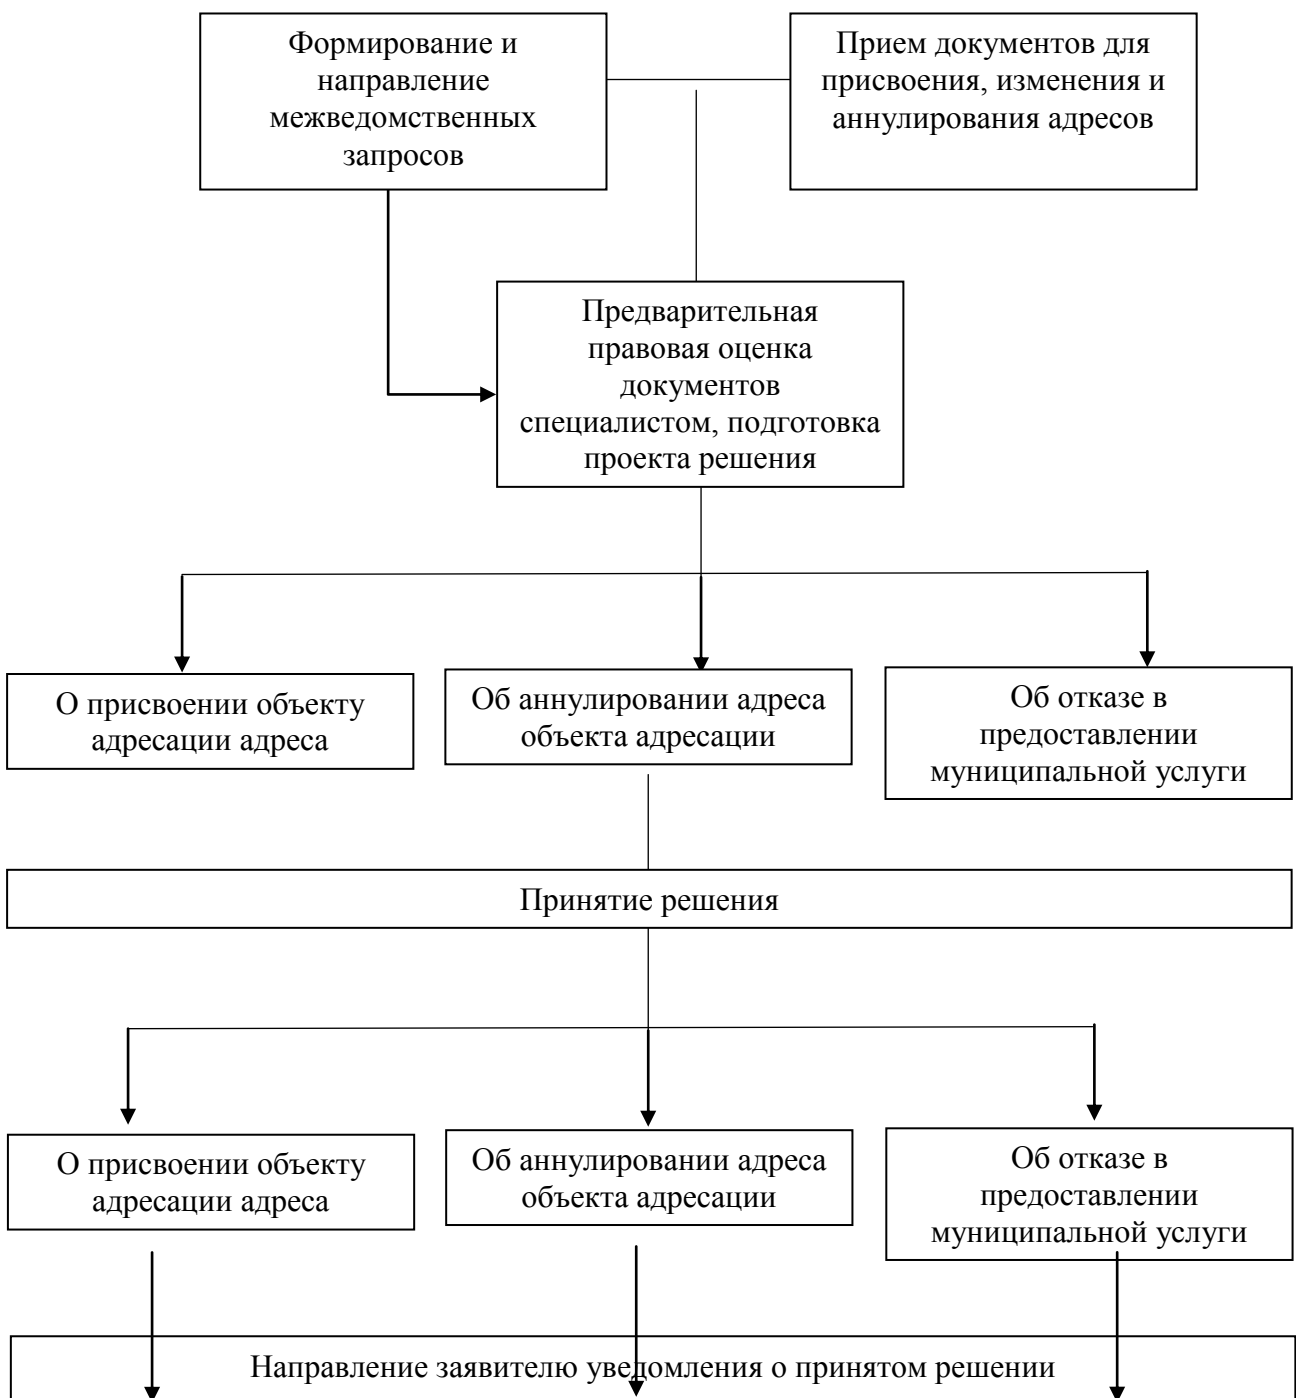 Формирование и
направление
межведомственных
запросов
Прием документов для
присвоения, изменения и
аннулирования адресов
Предварительная
правовая оценка
документов
специалистом, подготовка
проекта решения
О присвоении объекту
адресации адреса
Об аннулировании адреса
объекта адресации
Об отказе в
предоставлении
муниципальной услуги
Принятие решения
О присвоении объекту
адресации адреса
Об аннулировании адреса
объекта адресации
Об отказе в
предоставлении
муниципальной услуги
Направление заявителю уведомления о принятом решении